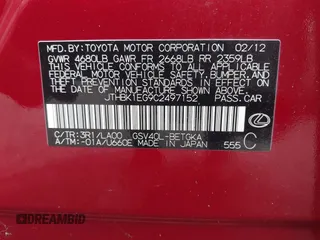 MFD. BY: TOYOTA MOTOR CORPORATION 02/12
GVWR 4680LB GAWR FR 2668LB RR 2359LB
THIS VEHICLE CONFORMS TO ALL APPLICABLE
FEDERAL MOTOR VEHICLE SAFETY, BUMPER, AND
THEFT PREVENTION STANDARDS IN EFFECT ON
THE DATE OF MANUFACTURE SHOWN ABOVE.
JTHBK1EG9C2497152 PASS. CAR
C/TR:3R1/LA00 GSV40L-BETGKA
A/TM:-01A/U660E MADE IN JAPAN 555 C
DREAMBID